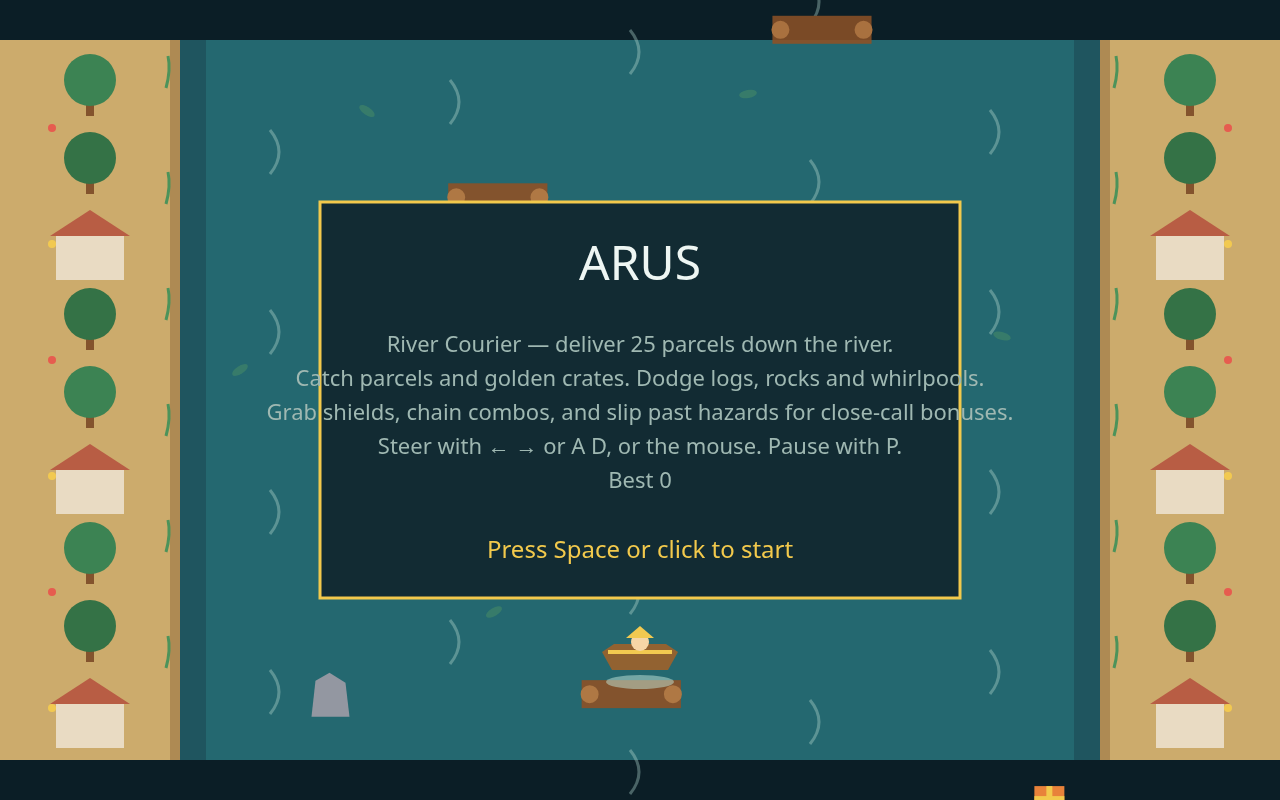 ARUS
River Courier — deliver 25 parcels down the river.
Catch parcels and golden crates. Dodge logs, rocks and whirlpools.
Grab shields, chain combos, and slip past hazards for close-call bonuses.
Steer with ← → or A D, or the mouse. Pause with P.
Best 0
Press Space or click to start